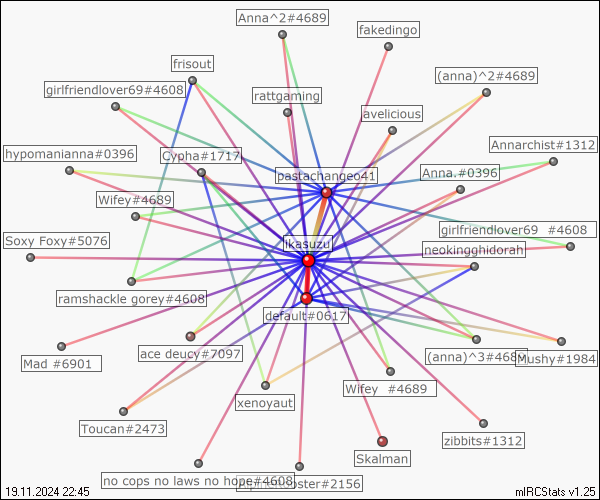 Anna^2#4689
fakedingo
frisout
(anna)^2#4689
girlfriendlover69#4608
rattgaming
avelicious
Annarchist#1312
hypomanianna#0396
Cypha#1717
pastachangeo41
Anna.#0396
Wifey#4689
girlfriendlover69 #4608
Soxy Foxy#5076
ikasuzu
neokingghidorah
ramshackle gorey#4608
default#0617
Mad #6901
ace deucy#7097
(anna)^3#468
Mushy#1984
Wifey #4689
xenoyaut
Toucan#2473
zibbits#1312
Skalman
no cops no laws no hope#4608
#2156
19.11.2024 22:45
mIRCStats v1.25